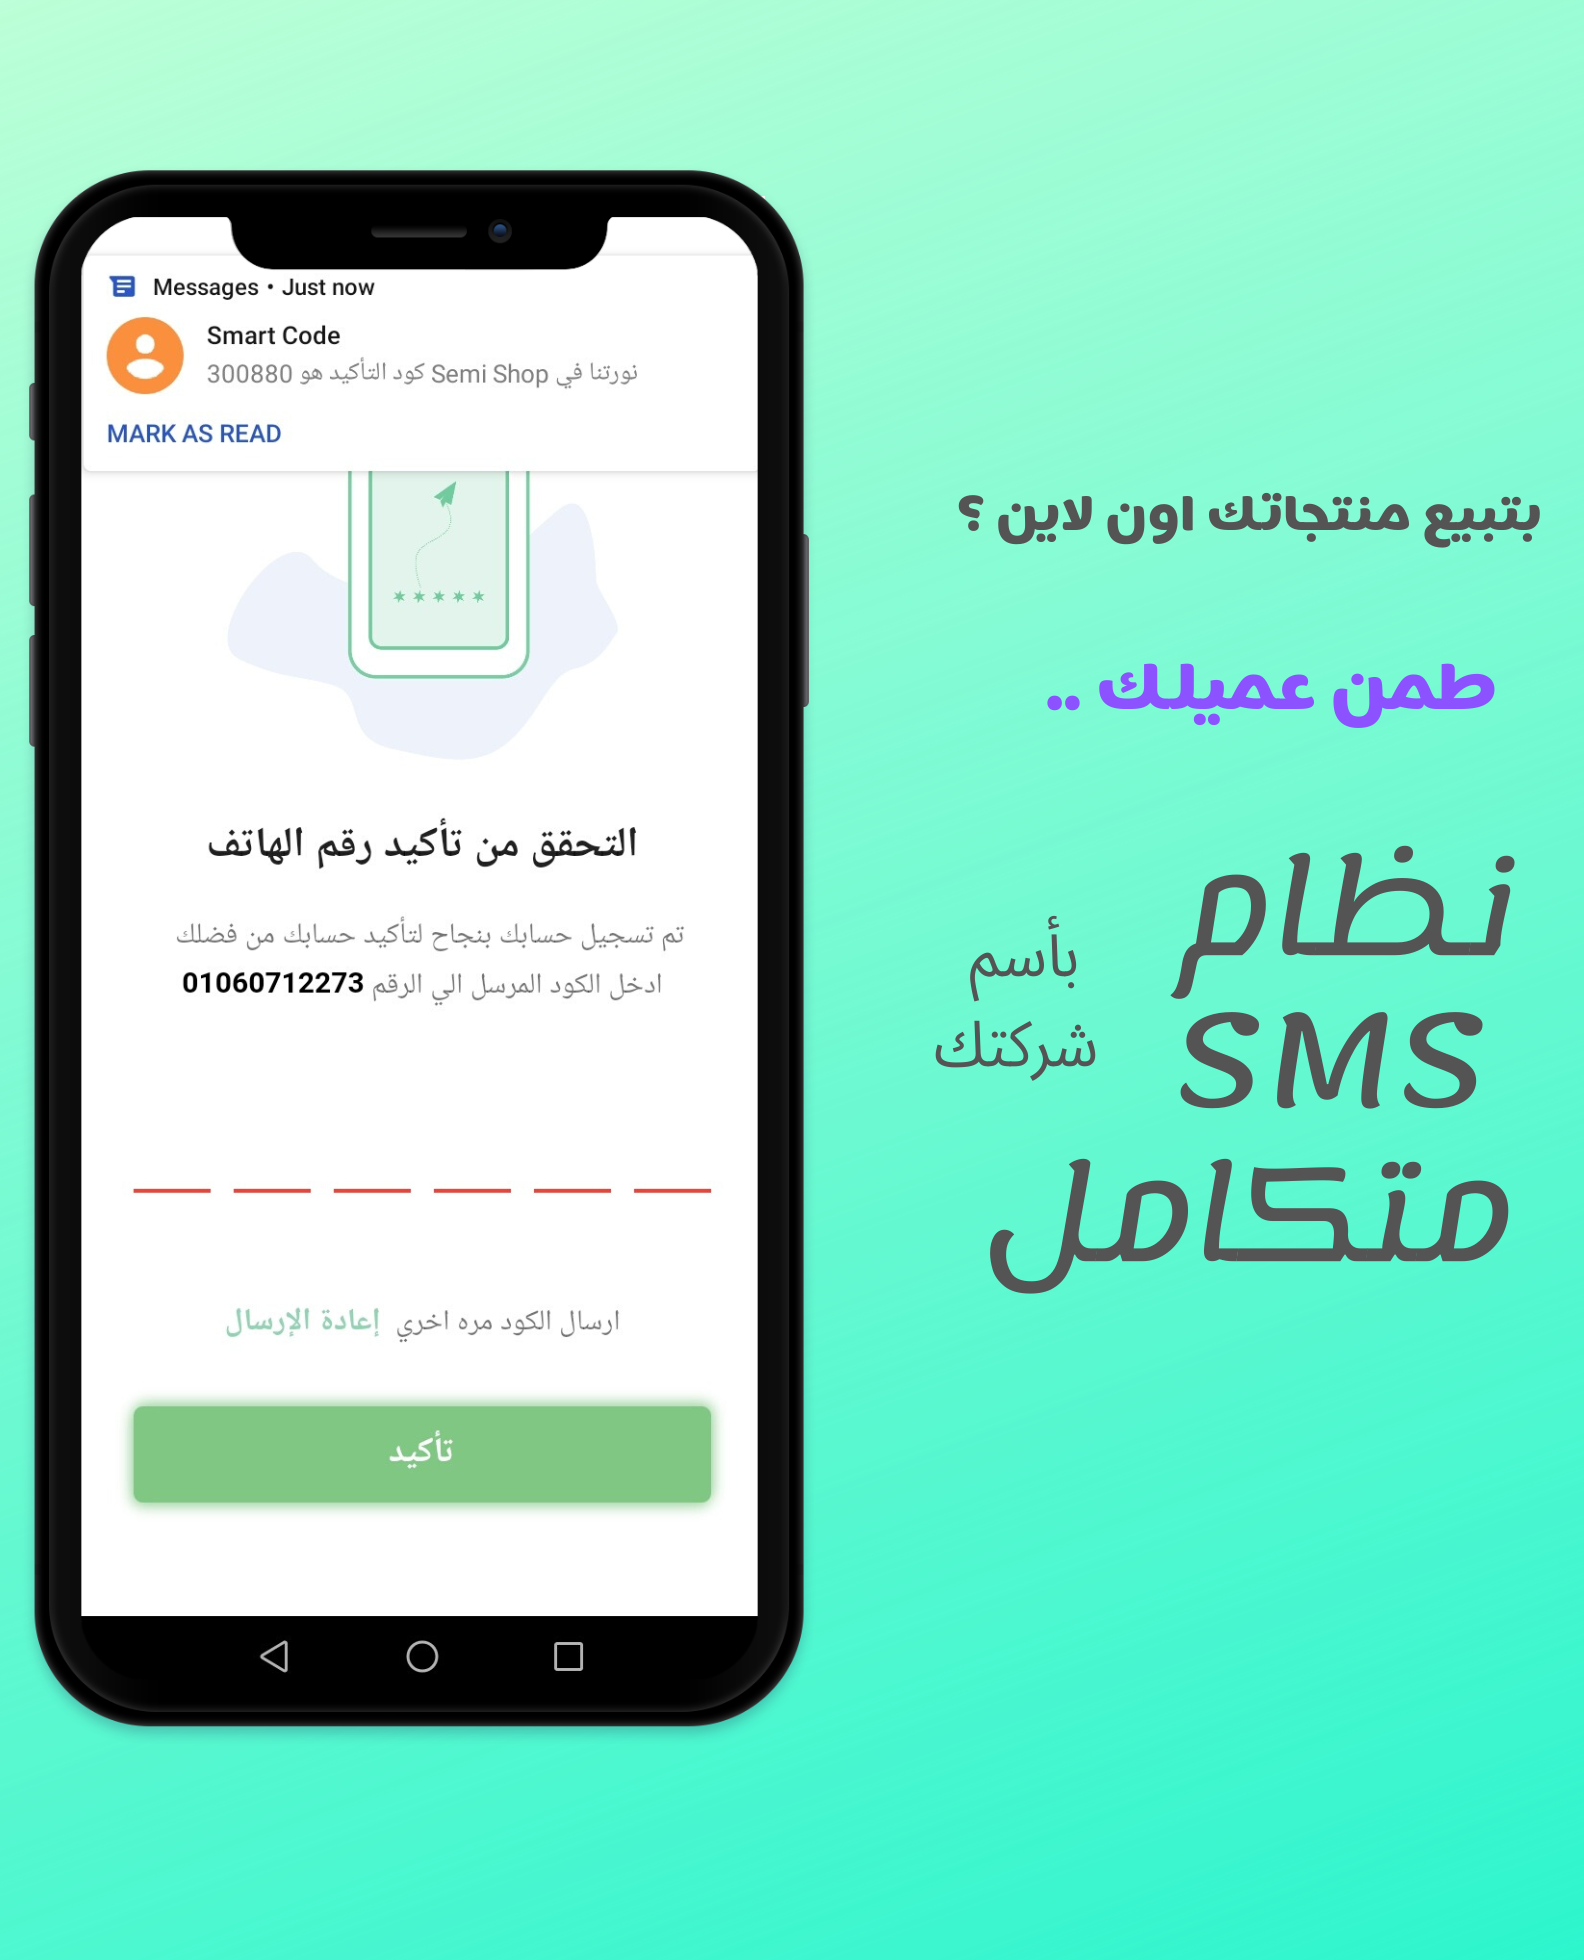 Messages • Just now
Smart Code
نورتنا في Semi Shop كود التأكيد هو 300880
MARK AS READ
التحقق من تأكيد رقم الهاتف
تم تسجيل حسابك بنجاح لتأكيد حسابك من فضلك
ادخل الكود المرسل الي الرقم 01060712273
ارسال الكود مره اخري إعادة الإرسال
تأكيد
بتبيع منتجاتك اون لاين ؟
طمن عميلك ..
نظام
SMS
متكامل
بأسم
شركتك